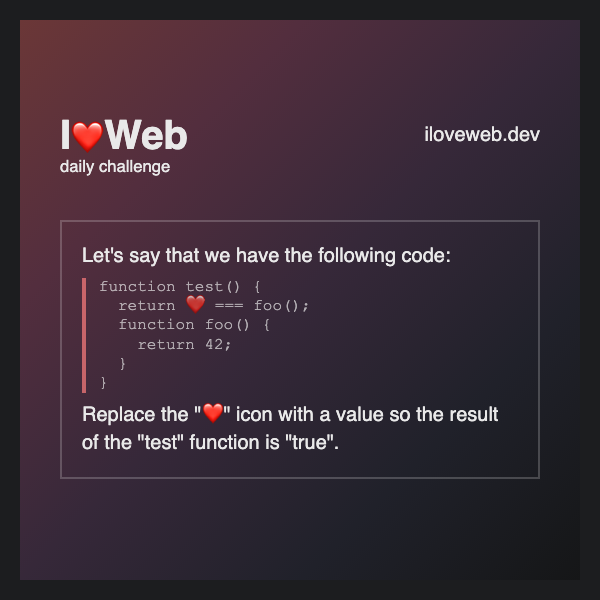 I❤️Web
iloveweb.dev
daily challenge
Let's say that we have the following code:
function test() {
  return ❤️ === foo();
  function foo() {
    return 42;
  }
}
Replace the "❤️" icon with a value so the result
of the "test" function is "true".